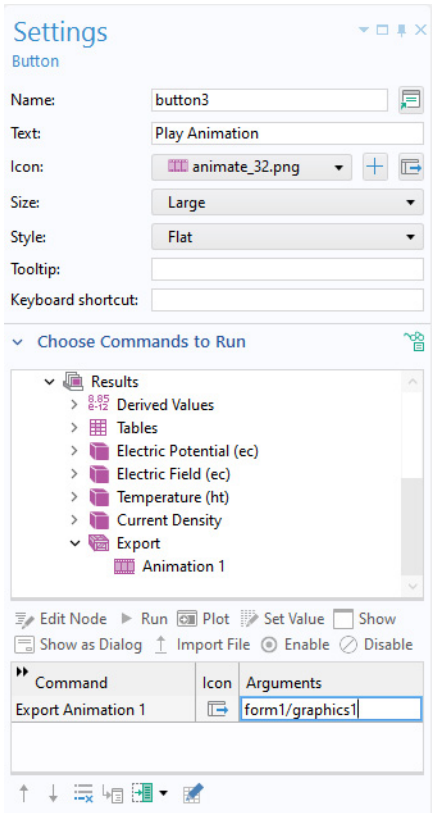 Settings
Button
Name: button3
Text: Play Animation
Icon: animate_32.png
Size: Large
Style: Flat
Tooltip:
Keyboard shortcut:
Choose Commands to Run
Results
8.85
e-12 Derived Values
Tables
Electric Potential (ec)
Electric Field (ec)
Temperature (ht)
Current Density
Export
Animation 1
Edit Node Run Plot Set Value Show
Show as Dialog Import File Enable Disable
Command Icon Arguments
Export Animation 1 form1/graphics1